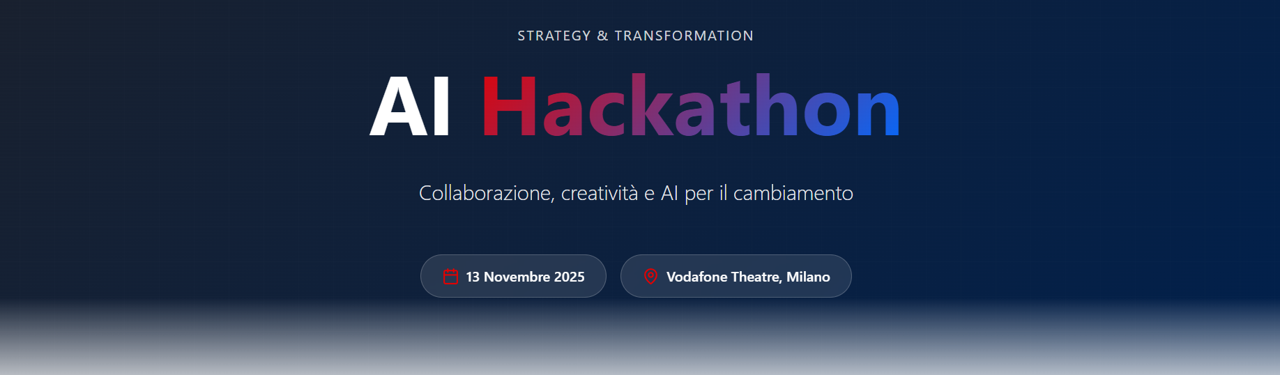 STRATEGY & TRANSFORMATION
AI Hackathon
Collaborazione, creatività e AI per il cambiamento
13 Novembre 2025
Vodafone Theatre, Milano